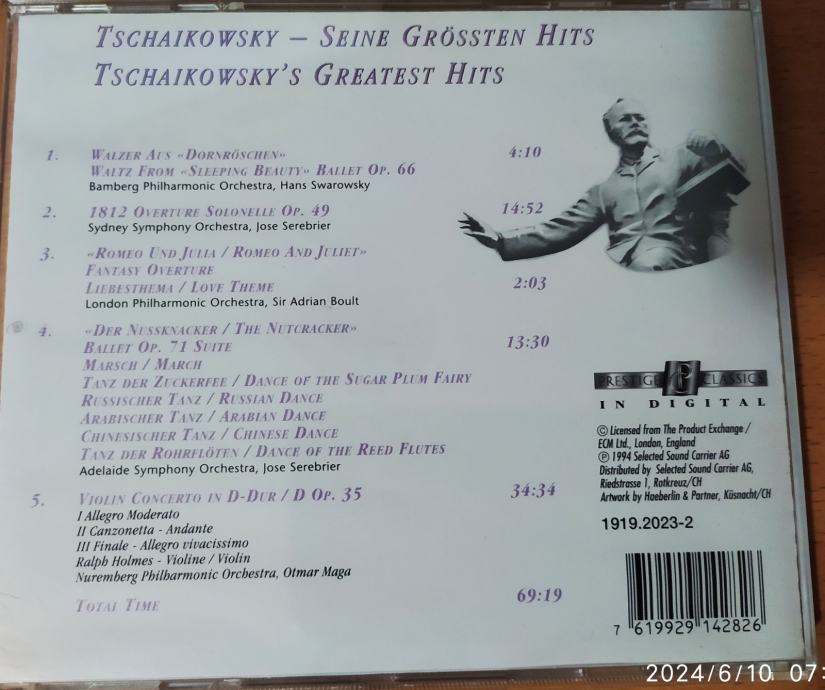 TSCHAIKOWSKY – SEINE GRÖSSTEN HITS
TSCHAIKOWSKY'S GREATEST HITS
1. WALZER AUS «DORNRÖSCHEN» 4:10
WALTZ FROM «SLEEPING BEAUTY» BALLET OP. 66
Bamberg Philharmonic Orchestra, Hans Swarowsky
2. 1812 OVERTURE SOLONELLE OP. 49 14:52
Sydney Symphony Orchestra, Jose Serebrier
3. «ROMEO UND JULIA / ROMEO AND JULIET»
FANTASY OVERTURE
LIEBESTHEMA / LOVE THEME 2:03
London Philharmonic Orchestra, Sir Adrian Boult
4. «DER NUSSKNACKER / THE NUTCRACKER»
BALLET OP. 71 SUITE 13:30
MARSCH / MARCH
TANZ DER ZUCKERFEE / DANCE OF THE SUGAR PLUM FAIRY
RUSSISCHER TANZ / RUSSIAN DANCE
ARABISCHER TANZ / ARABIAN DANCE
CHINESISCHER TANZ / CHINESE DANCE
TANZ DER ROHRFLÖTEN / DANCE OF THE REED FLUTES
Adelaide Symphony Orchestra, Jose Serebrier
5. VIOLIN CONCERTO IN D-DUR / D OP. 35 34:34
I Allegro Moderato
II Canzonetta - Andante
III Finale - Allegro vivacissimo
Ralph Holmes - Violine / Violin
Nuremberg Philharmonic Orchestra, Otmar Maga
TOTAL TIME 69:19
PRESTIGE CLASSICS
IN DIGITAL
© Licensed from The Product Exchange /
ECM Ltd., London, England
℗ 1994 Selected Sound Carrier AG
Distributed by Selected Sound Carrier AG,
Riedstrasse 1, Rotkreuz/CH
Artwork by Haeberlin & Partner, Küsnacht/CH
1919.2023-2
7 619929 142826
2024/6/10 07: